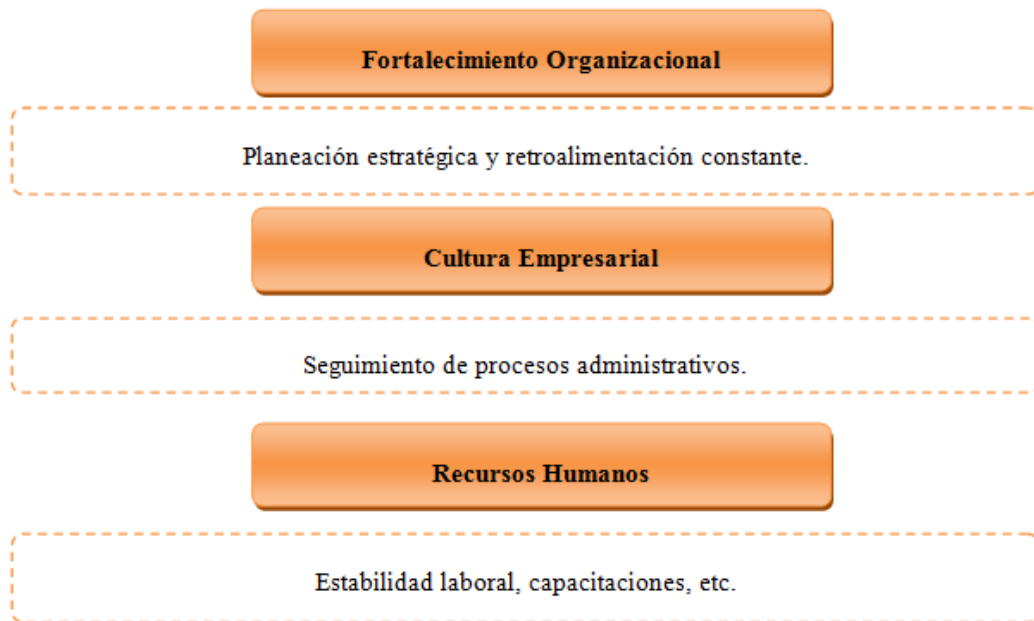 Fortalecimiento Organizacional
Planeación estratégica y retroalimentación constante.
Cultura Empresarial
Seguimiento de procesos administrativos.
Recursos Humanos
Estabilidad laboral, capacitaciones, etc.